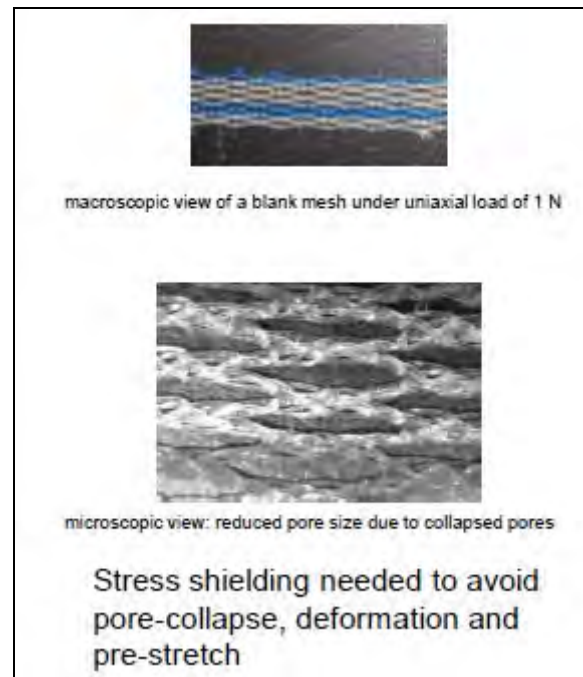 macroscopic view of a blank mesh under uniaxial load of 1 N
microscopic view: reduced pore size due to collapsed pores
Stress shielding needed to avoid
pore-collapse, deformation and
pre-stretch